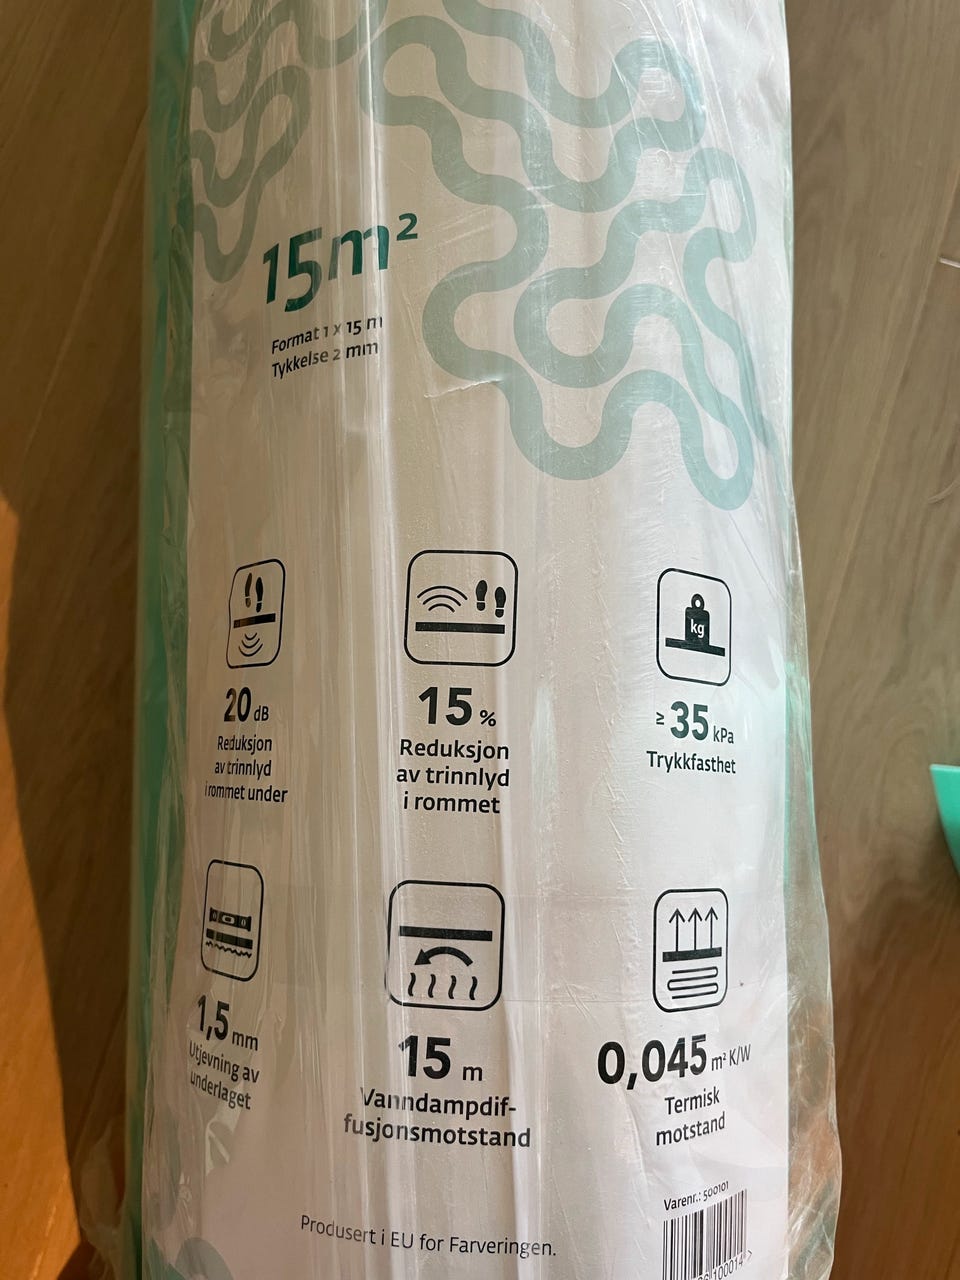 15m²
Format 1 x 15 m
Tykkelse 2 mm
kg
20 dB
Reduksjon
av trinnlyd
i rommet under
15 %
Reduksjon
av trinnlyd
i rommet
≥ 35 kPa
Trykkfasthet
1,5 mm
Utjevning av
underlaget
15 m
Vanndampdif-
fusjonsmotstand
0,045 m² K/W
Termisk
motstand
Produsert i EU for Farveringen.
Varenr.: 500101
100014 >